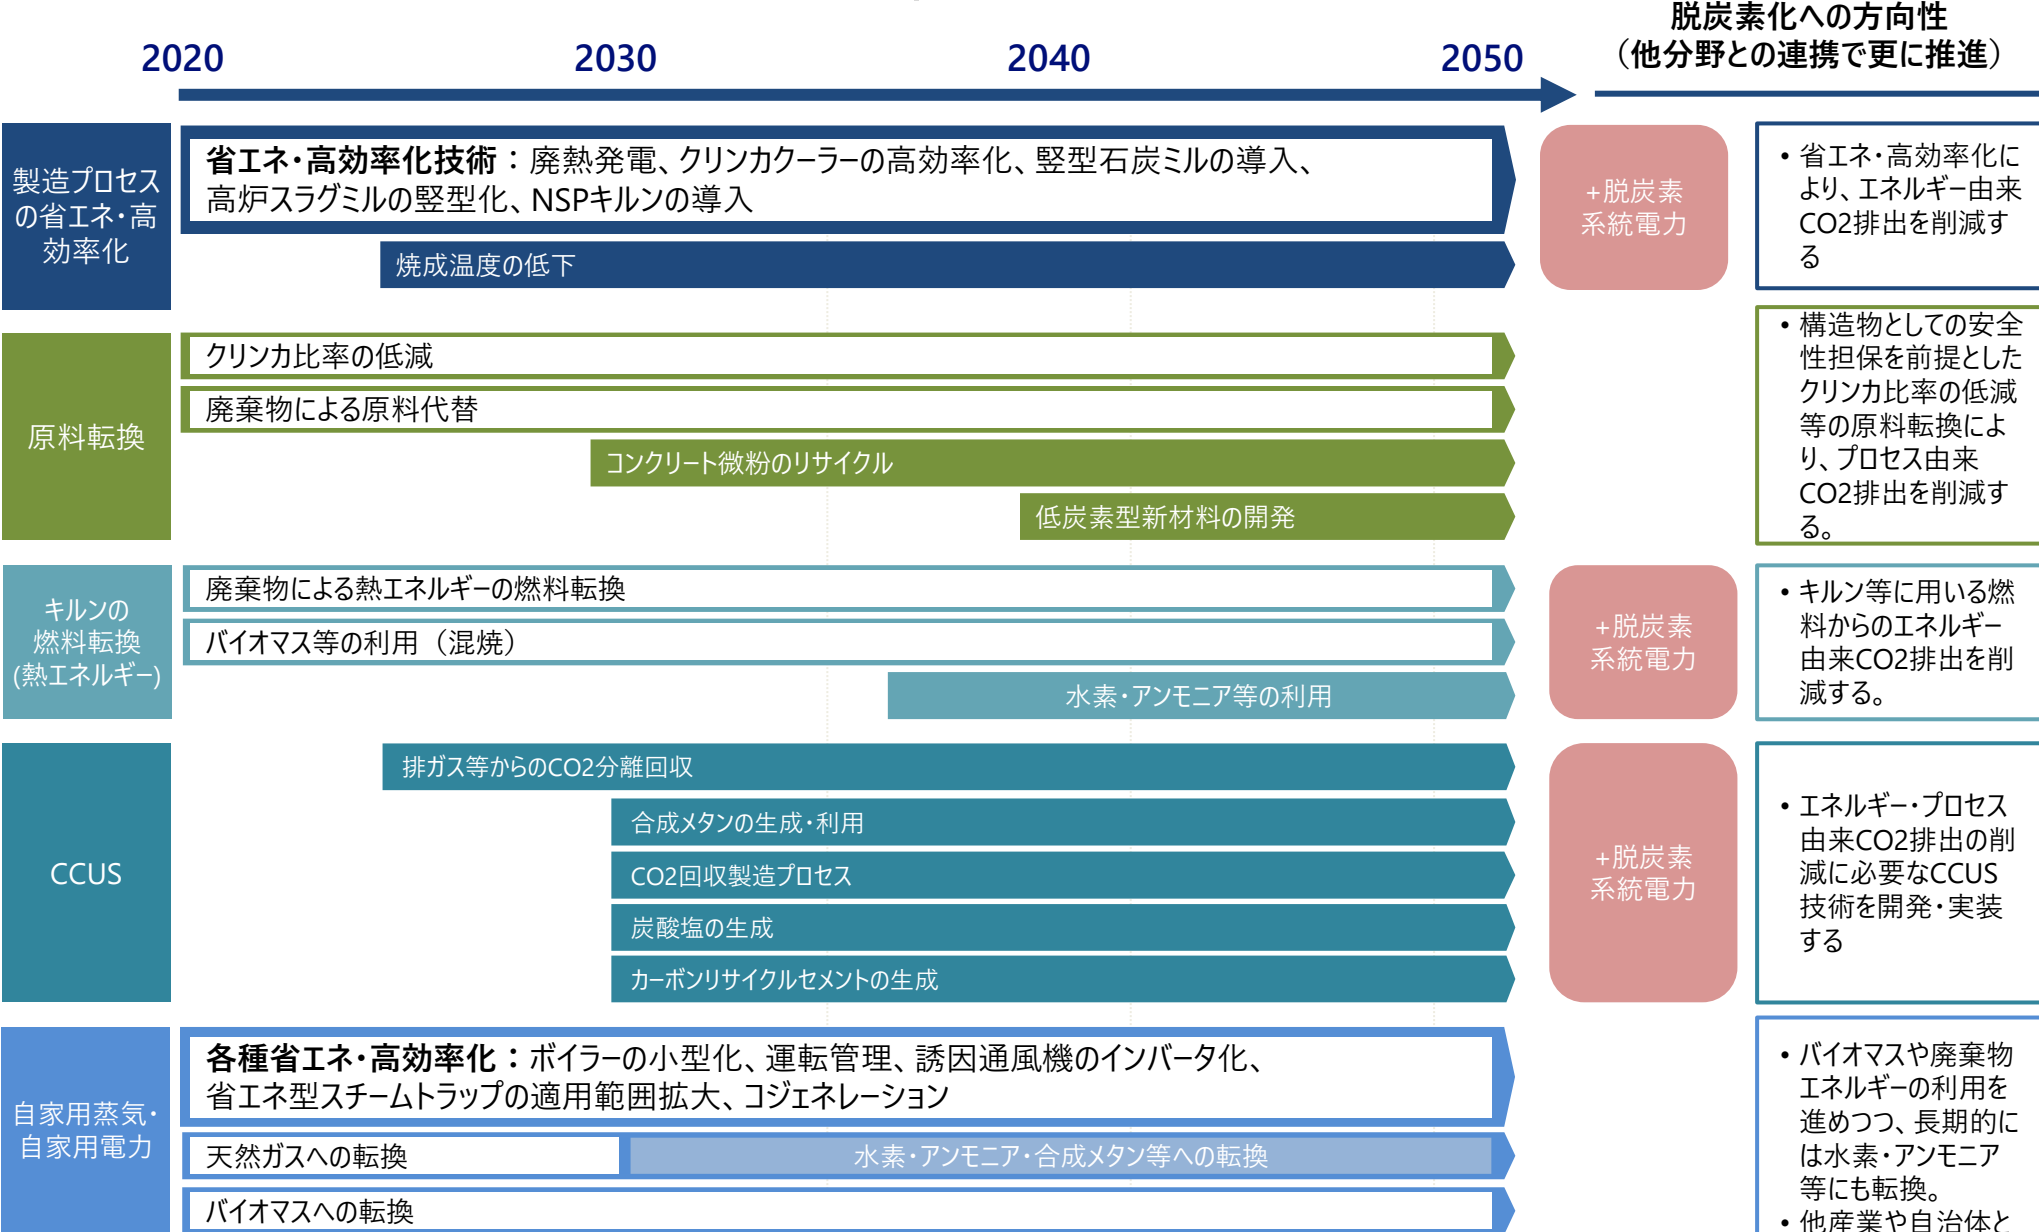 脱炭素化への方向性
（他分野との連携で更に推進）
2020
2030
2040
2050
製造プロセス
の省エネ・高
効率化
省エネ・高効率化技術：廃熱発電、クリンカクーラーの高効率化、竪型石炭ミルの導入、
高炉スラグミルの竪型化、NSPキルンの導入
焼成温度の低下
+脱炭素
系統電力
• 省エネ・高効率化に
より、エネルギー由来
CO2排出を削減す
る
原料転換
クリンカ比率の低減
廃棄物による原料代替
コンクリート微粉のリサイクル
低炭素型新材料の開発
• 構造物としての安全
性担保を前提とした
クリンカ比率の低減
等の原料転換によ
り、プロセス由来
CO2排出を削減す
る。
キルンの
燃料転換
(熱エネルギー)
廃棄物による熱エネルギーの燃料転換
バイオマス等の利用（混焼）
水素・アンモニア等の利用
+脱炭素
系統電力
• キルン等に用いる燃
料からのエネルギー
由来CO2排出を削
減する。
CCUS
排ガス等からのCO2分離回収
合成メタンの生成・利用
CO2回収製造プロセス
炭酸塩の生成
カーボンリサイクルセメントの生成
+脱炭素
系統電力
• エネルギー・プロセス
由来CO2排出の削
減に必要なCCUS
技術を開発・実装
する
自家用蒸気・
自家用電力
各種省エネ・高効率化：ボイラーの小型化、運転管理、誘因通風機のインバータ化、
省エネ型スチームトラップの適用範囲拡大、コジェネレーション
天然ガスへの転換
水素・アンモニア・合成メタン等への転換
バイオマスへの転換
• バイオマスや廃棄物
エネルギーの利用を
進めつつ、長期的に
は水素・アンモニア
等にも転換。
• 他産業や自治体と